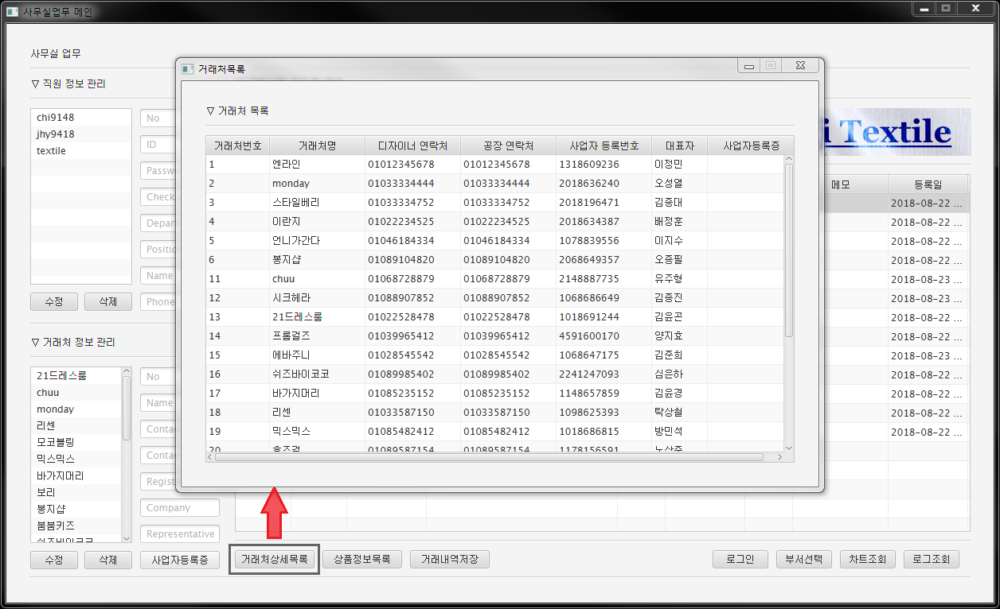 사무실업무 메인
사무실 업무
▽ 직원 정보 관리
chi9148
jhy9418
textile
No
ID
Passw
Check
Depar
Positio
Name
Phone
수정 삭제
▽ 거래처 정보 관리
21드레스룸
chuu
monday
리센
모코블링
믹스믹스
바가지머리
보리
봉지샵
붐붐키즈
쉬즈바이코코
No
Name
Contac
Contac
Regist
Company
Representative
수정 삭제 사업자등록증
거래처목록
▽ 거래처 목록
거래처번호 거래처명 디자이너 연락처 공장 연락처 사업자 등록번호 대표자 사업자등록증
1 엔라인 01012345678 01012345678 1318609236 이정민
2 monday 01033334444 01033334444 2018636240 오성열
3 스타일베리 01033334752 01033334752 2018196471 김종대
4 이란지 01022234525 01022234525 2018634387 배정훈
5 언니가간다 01046184334 01046184334 1078839556 이지수
6 봉지샵 01089104820 01089104820 2068649357 오종필
11 chuu 01068728879 01068728879 2148887735 유주형
12 시크헤라 01088907852 01088907852 1068686649 김종진
13 21드레스룸 01022528478 01022528478 1018691244 김윤곤
14 프롬걸즈 01039965412 01039965412 4591600170 양지효
15 에바주니 01028545542 01028545542 1068647175 김준희
16 쉬즈바이코코 01089985402 01089985402 2241247093 심은하
17 바가지머리 01085235152 01085235152 1148657859 김윤경
18 리센 01033587150 01033587150 1098625393 탁상철
19 믹스믹스 01085482412 01085482412 1018686815 방민석
20 01089587154 01089587154 1178156591
i Textile
메모 등록일
2018-08-22 ...
2018-08-22 ...
2018-08-22 ...
2018-08-22 ...
2018-08-23 ...
2018-08-23 ...
2018-08-22 ...
2018-08-22 ...
2018-08-23 ...
2018-08-22 ...
2018-08-22 ...
2018-08-22 ...
2018-08-22 ...
거래처상세목록 상품정보목록 거래내역저장 로그인 부서선택 차트조회 로그조회